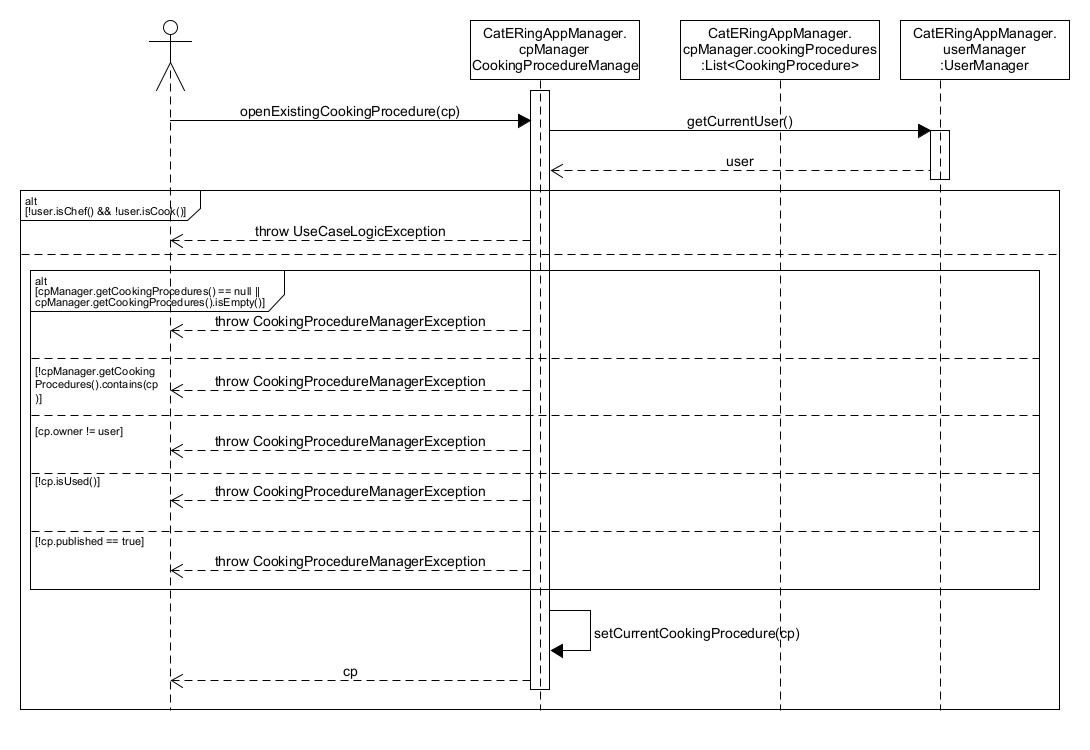 CatERingAppManager.
cpManager
CookingProcedureManage
CatERingAppManager.
cpManager.cookingProcedures
:List<CookingProcedure>
CatERingAppManager.
userManager
:UserManager
openExistingCookingProcedure(cp)
getCurrentUser()
user
alt
[!user.isChef() && !user.isCook()]
throw UseCaseLogicException
alt
[cpManager.getCookingProcedures() == null ||
cpManager.getCookingProcedures().isEmpty()]
throw CookingProcedureManagerException
[!cpManager.getCooking
Procedures().contains(cp
)]
throw CookingProcedureManagerException
[cp.owner != user]
throw CookingProcedureManagerException
[!cp.isUsed()]
throw CookingProcedureManagerException
[!cp.published == true]
throw CookingProcedureManagerException
setCurrentCookingProcedure(cp)
cp